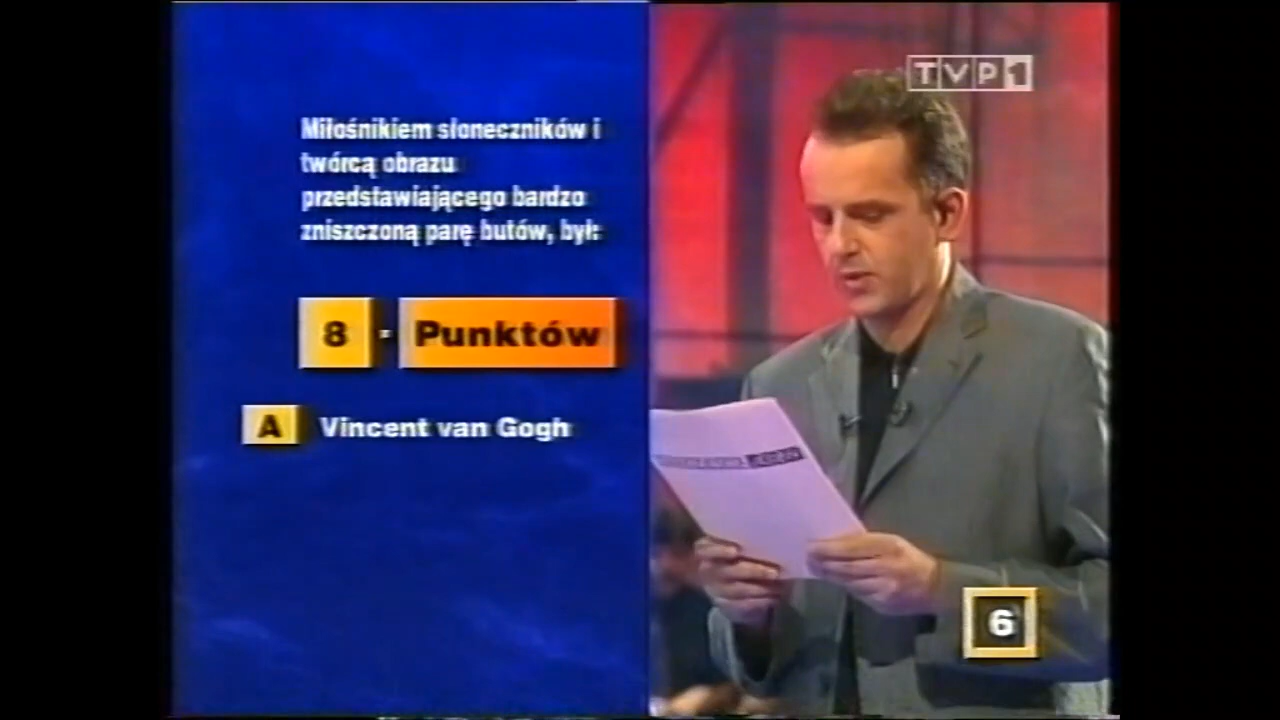 TVP1
Miłośnikiem słoneczników i
twórcą obrazu
przedstawiającego bardzo
zniszczoną parę butów, był:
8 - Punktów
A Vincent van Gogh
6